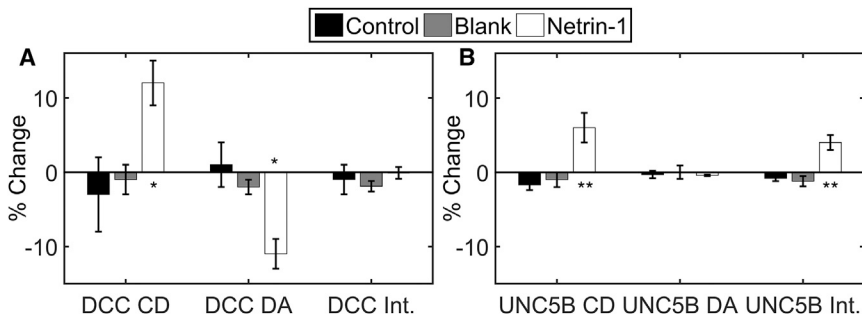 Control Blank Netrin-1
A B
% Change % Change
10 10
0 0
-10 -10
* * ** **
DCC CD DCC DA DCC Int. UNC5B CD UNC5B DA UNC5B Int.